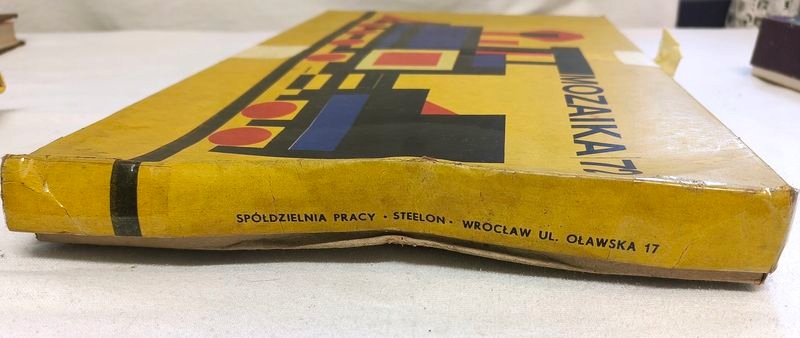 MOZAIKA/72
SPÓŁDZIELNIA PRACY • STEELON • WROCŁAW UL. OŁAWSKA 17